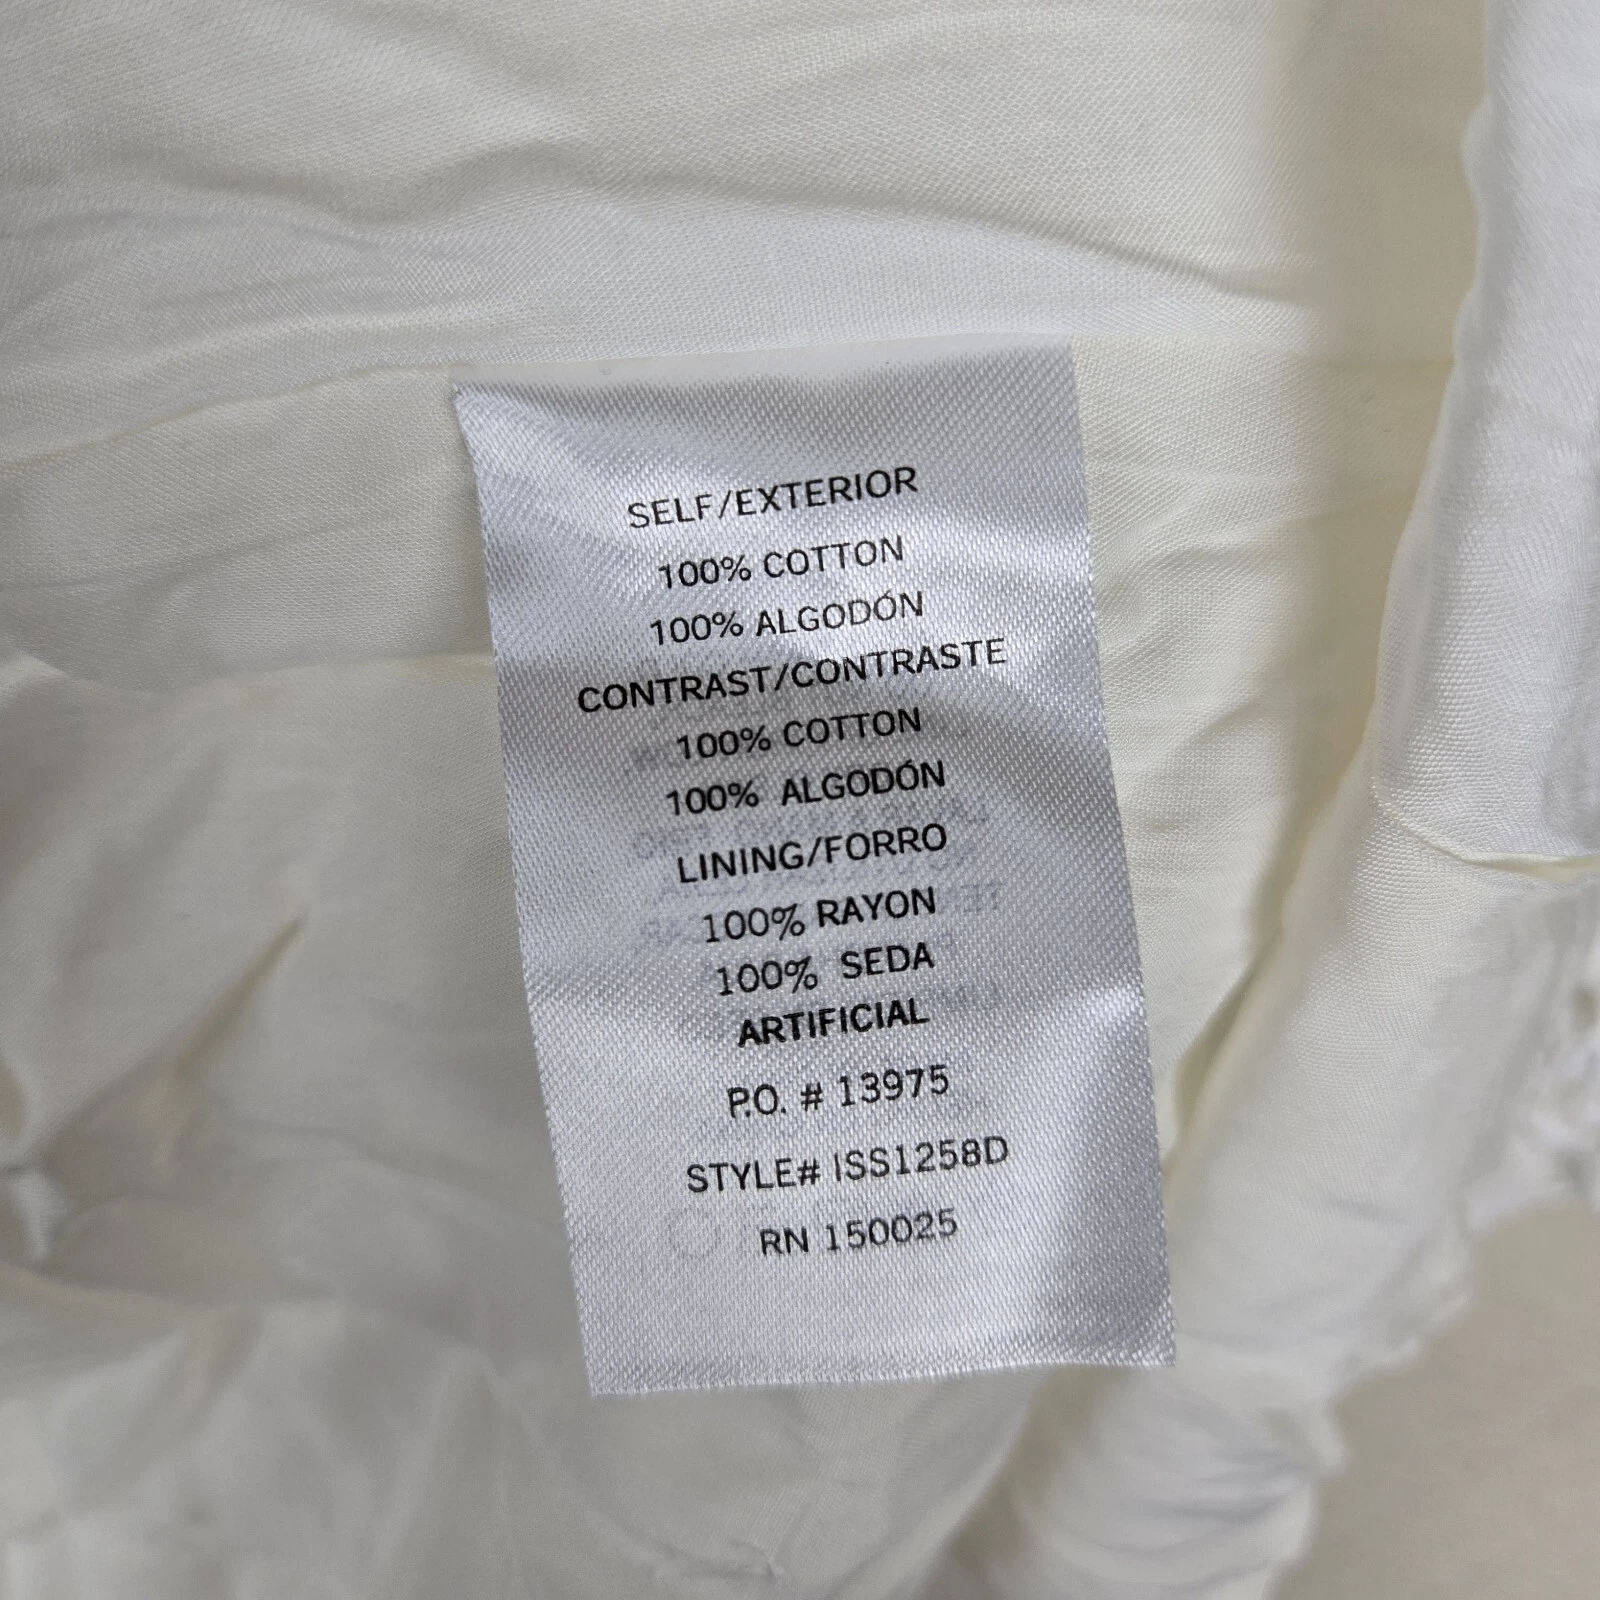 SELF/EXTERIOR
100% COTTON
100% ALGODÓN
CONTRAST/CONTRASTE
100% COTTON
100% ALGODÓN
LINING/FORRO
100% RAYON
100% SEDA
ARTIFICIAL
P.O. # 13975
STYLE# ISS1258D
RN 150025